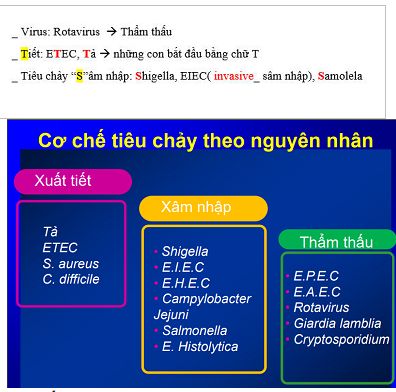 _ Virus: Rotavirus → Thẩm thấu
_ Tiết: ETEC, Tả → những con bắt đầu bằng chữ T
_ Tiêu chảy “S”âm nhập: Shigella, EIEC( invasive_ sâm nhập), Samolela
Cơ chế tiêu chảy theo nguyên nhân
Xuất tiết
Tả
ETEC
S. aureus
C. difficile
Xâm nhập
• Shigella
• E.I.E.C
• E.H.E.C
• Campylobacter
Jejuni
• Salmonella
• E. Histolytica
Thẩm thấu
• E.P.E.C
• E.A.E.C
• Rotavirus
• Giardia lamblia
• Cryptosporidium